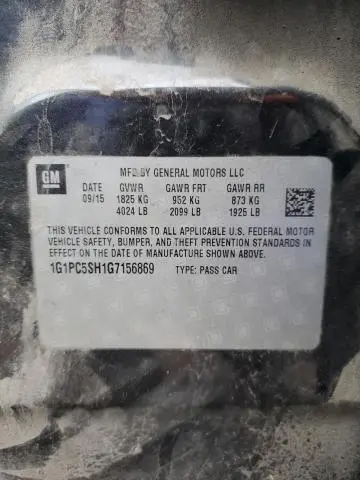 GM MFD BY GENERAL MOTORS LLC
DATE GVWR GAWR FRT GAWR RR
09/15 1825 KG 952 KG 873 KG
4024 LB 2099 LB 1925 LB
THIS VEHICLE CONFORMS TO ALL APPLICABLE U.S. FEDERAL MOTOR
VEHICLE SAFETY, BUMPER, AND THEFT PREVENTION STANDARDS IN
EFFECT ON THE DATE OF MANUFACTURE SHOWN ABOVE.
1G1PC5SH1G7156869 TYPE: PASS CAR